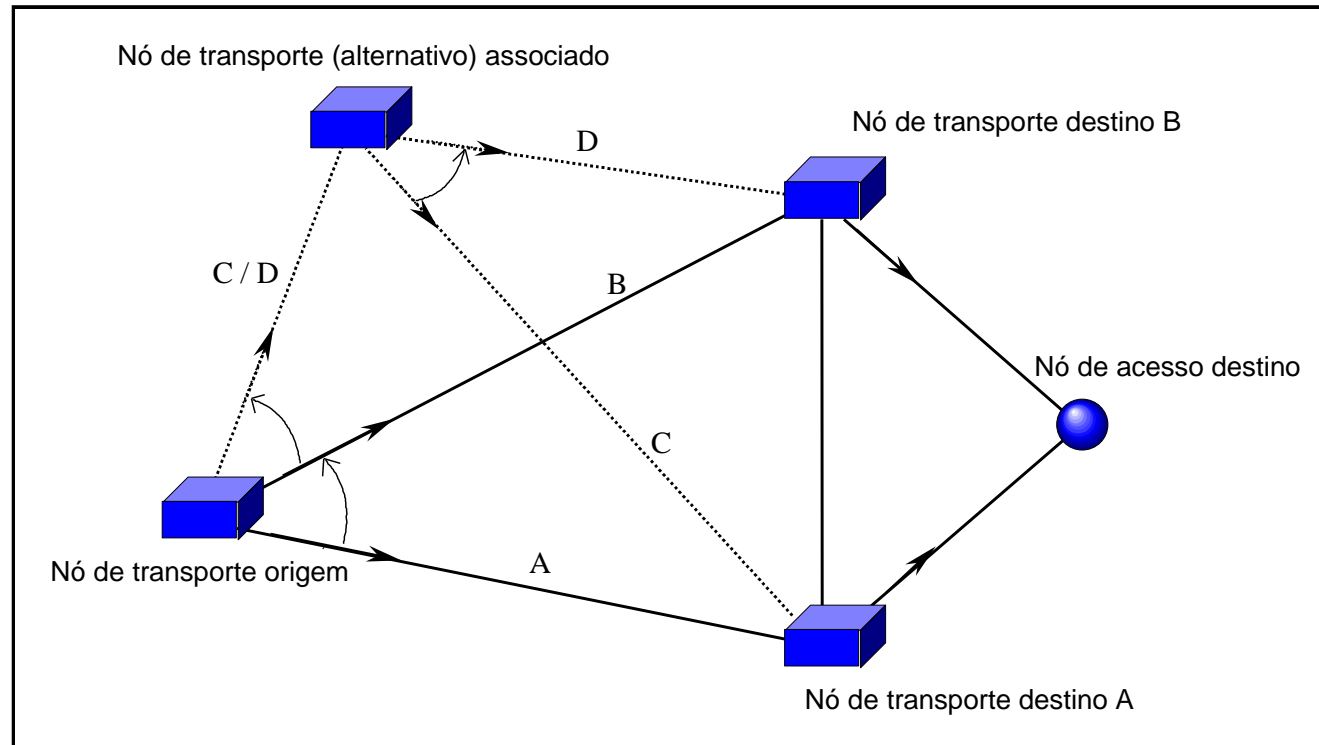 Nó de transporte (alternativo) associado
Nó de transporte destino B
D
C / D
B
Nó de acesso destino
C
Nó de transporte origem
A
Nó de transporte destino A